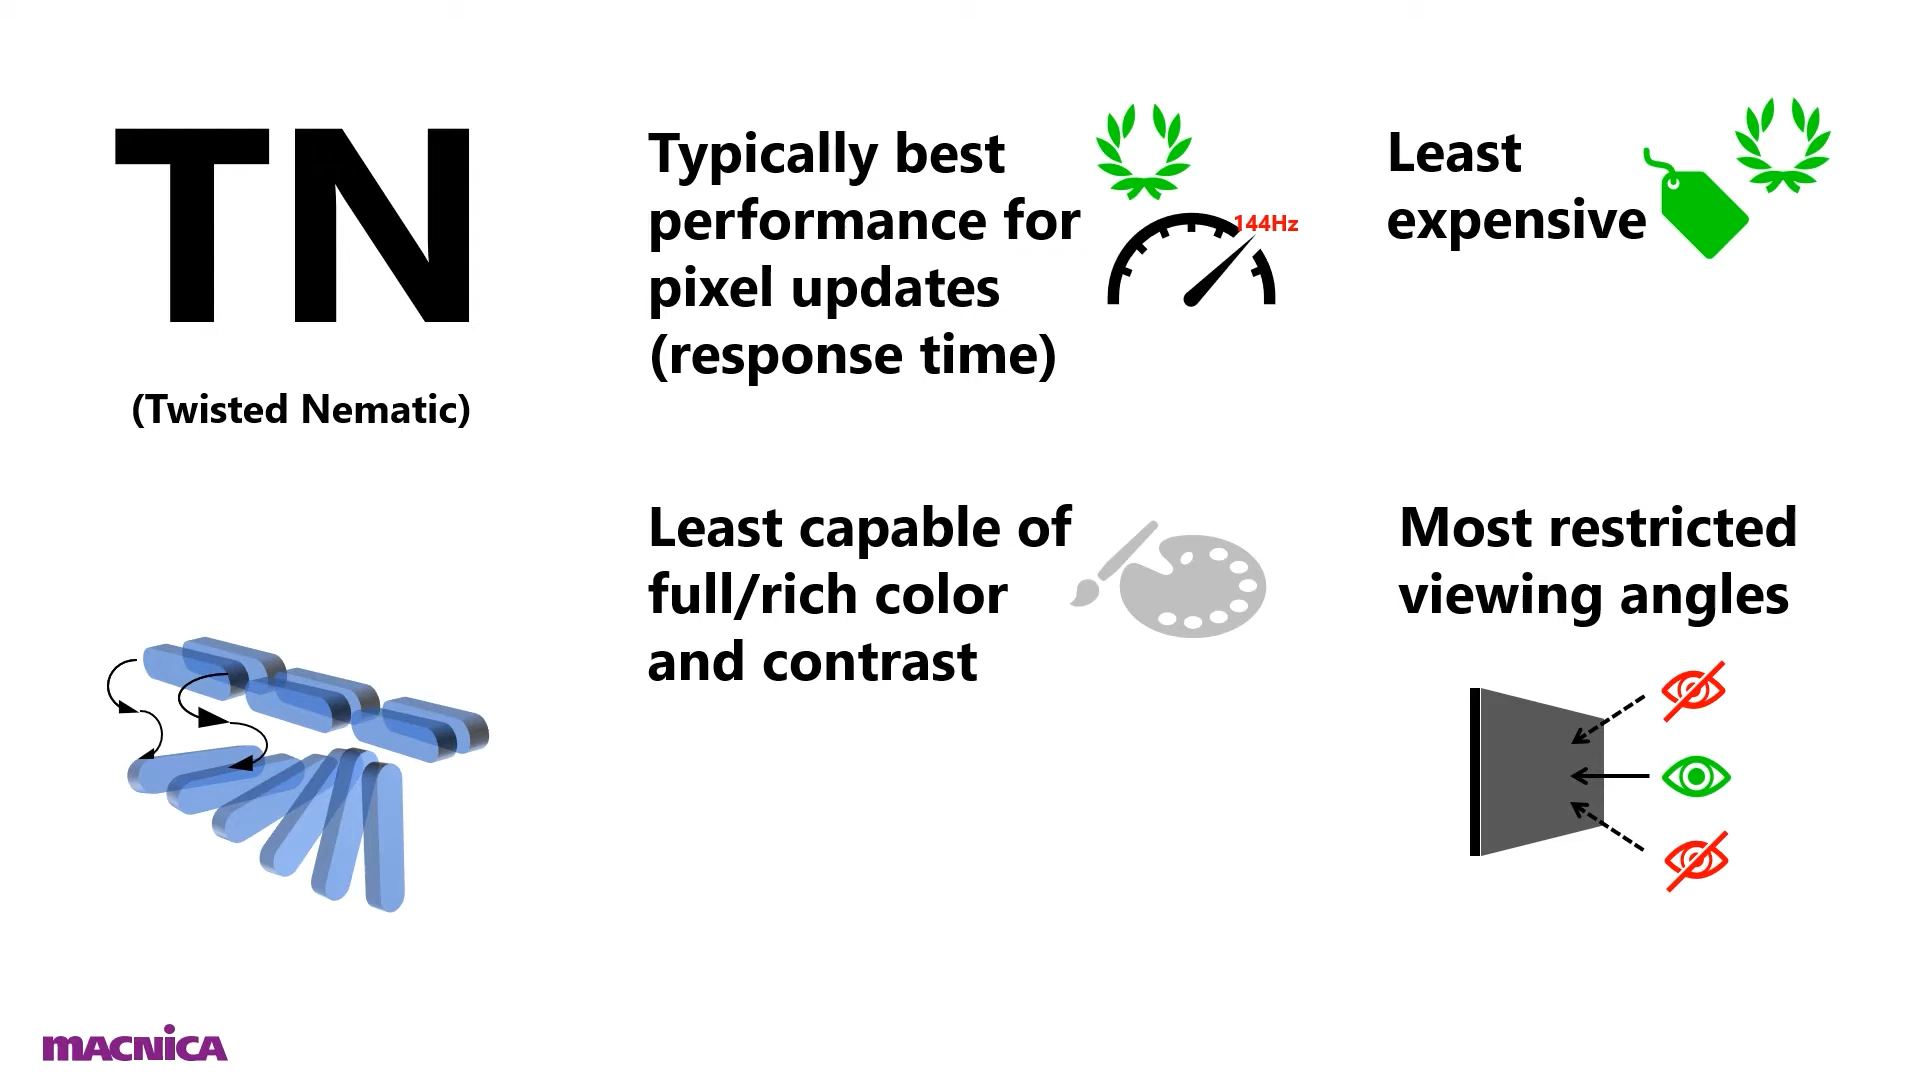 TN
(Twisted Nematic)
Typically best
performance for
pixel updates
(response time)
144Hz
Least
expensive
Least capable of
full/rich color
and contrast
Most restricted
viewing angles
MACNiCA